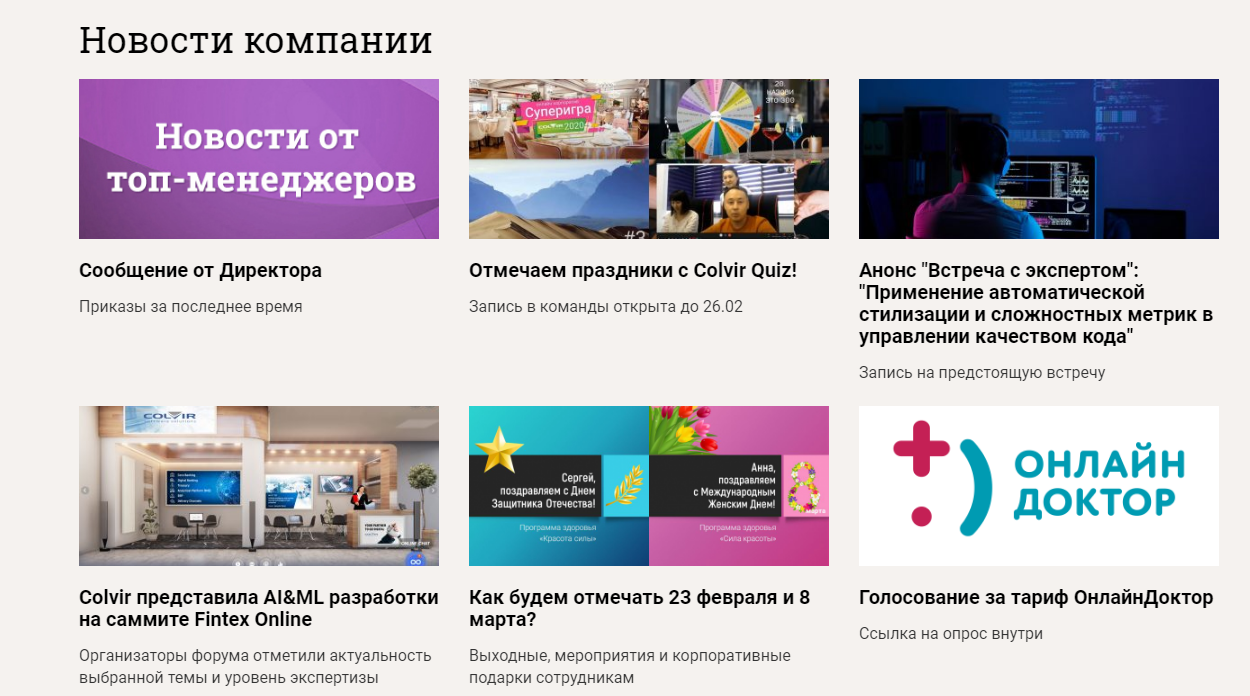 Новости компании
Новости от
топ-менеджеров
Суперигра
COLVIR 2020
#3
Сообщение от Директора
Приказы за последнее время
Отмечаем праздники с Colvir Quiz!
Запись в команды открыта до 26.02
Анонс "Встреча с экспертом":
"Применение автоматической
стилизации и сложностных метрик в
управлении качеством кода"
Запись на предстоящую встречу
COLVIR
Сергей,
поздравляем с Днем
Защитника Отечества!
Программа здоровья
«Красота силы»
Анна,
поздравляем
с Международным
Женским Днем!
8
марта
Программа здоровья
«Сила красоты»
ОНЛАЙН
ДОКТОР
Colvir представила AI&ML разработки
на саммите Fintex Online
Организаторы форума отметили актуальность
выбранной темы и уровень экспертизы
Как будем отмечать 23 февраля и 8
марта?
Выходные, мероприятия и корпоративные
подарки сотрудникам
Голосование за тариф ОнлайнДоктор
Ссылка на опрос внутри